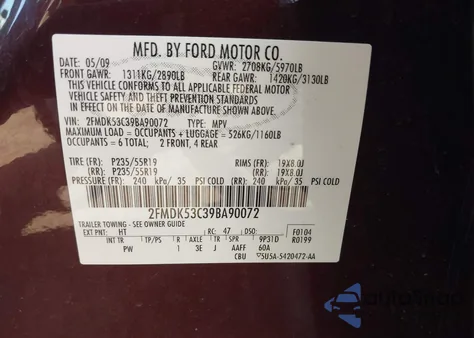 MFD. BY FORD MOTOR CO.
DATE: 05/09 GVWR: 2708KG/5970LB
FRONT GAWR: 1311KG/2890LB REAR GAWR: 1420KG/3130LB
THIS VEHICLE CONFORMS TO ALL APPLICABLE FEDERAL MOTOR
VEHICLE SAFETY AND BUMPER STANDARDS AND
THEFT PREVENTION STANDARDS IN EFFECT ON THE DATE OF
MANUFACTURE SHOWN ABOVE.
VIN: 2FMDK53C39BA90072 TYPE: MPV
MAXIMUM LOAD = OCCUPANTS + LUGGAGE = 526KG/1160LB
OCCUPANTS = 6 TOTAL; 2 FRONT, 4 REAR
TIRE (FR): P235/55R19 RIMS (FR): 19X8.0J
TIRE (RR): P235/55R19 RIMS (RR): 19X8.0J
PRESSURE (FR): 240 kPa/ 35 PSI COLD (RR): 240 kPa/ 35 PSI COLD
2FMDK53C39BA90072
TRAILER TOWING - SEE OWNER GUIDE
EXT PNT: HT RC: 47 DSO: F0104
INT TR TP/PS R AXLE TR SPR 9P31D R0199
PW 1 3E J AAFF 60A
CBU 5U5A-5420472-AA